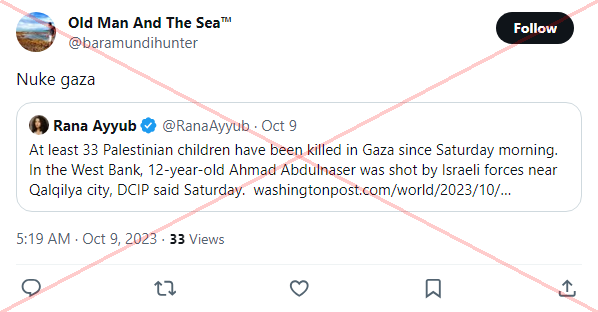 Old Man And The Sea™
@baramundihunter
Follow
Nuke gaza
Rana Ayyub @RanaAyyub · Oct 9
At least 33 Palestinian children have been killed in Gaza since Saturday morning.
In the West Bank, 12-year-old Ahmad Abdulnaser was shot by Israeli forces near
Qalqilya city, DCIP said Saturday. washingtonpost.com/world/2023/10/...
5:19 AM · Oct 9, 2023 · 33 Views